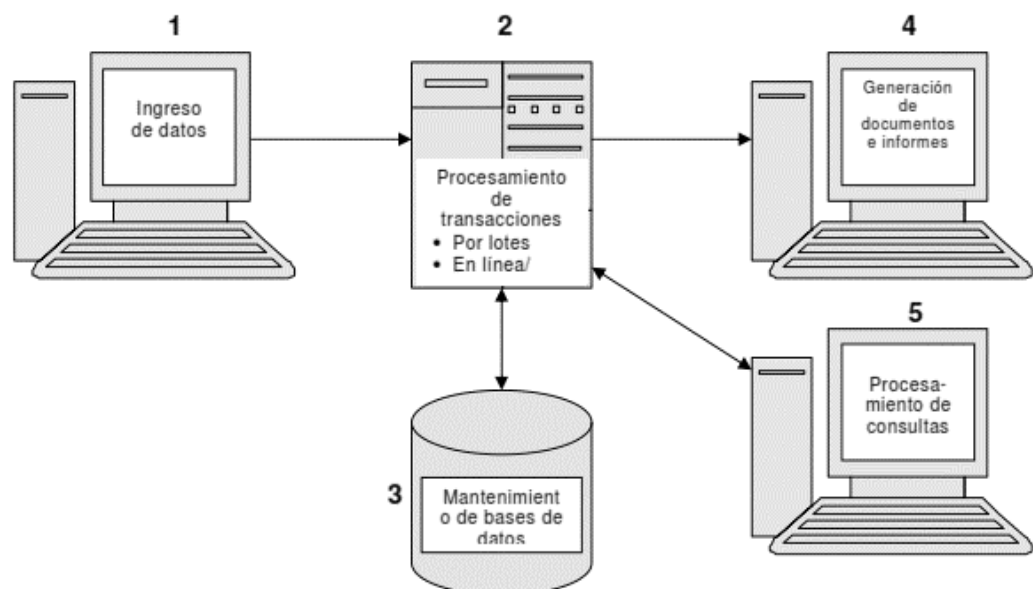 1
Ingreso
de datos
2
Procesamiento
de
transacciones
• Por lotes
• En línea/
3
Mantenimient
o de bases de
datos
4
Generación
de
documentos
e informes
5
Procesa-
miento de
consultas